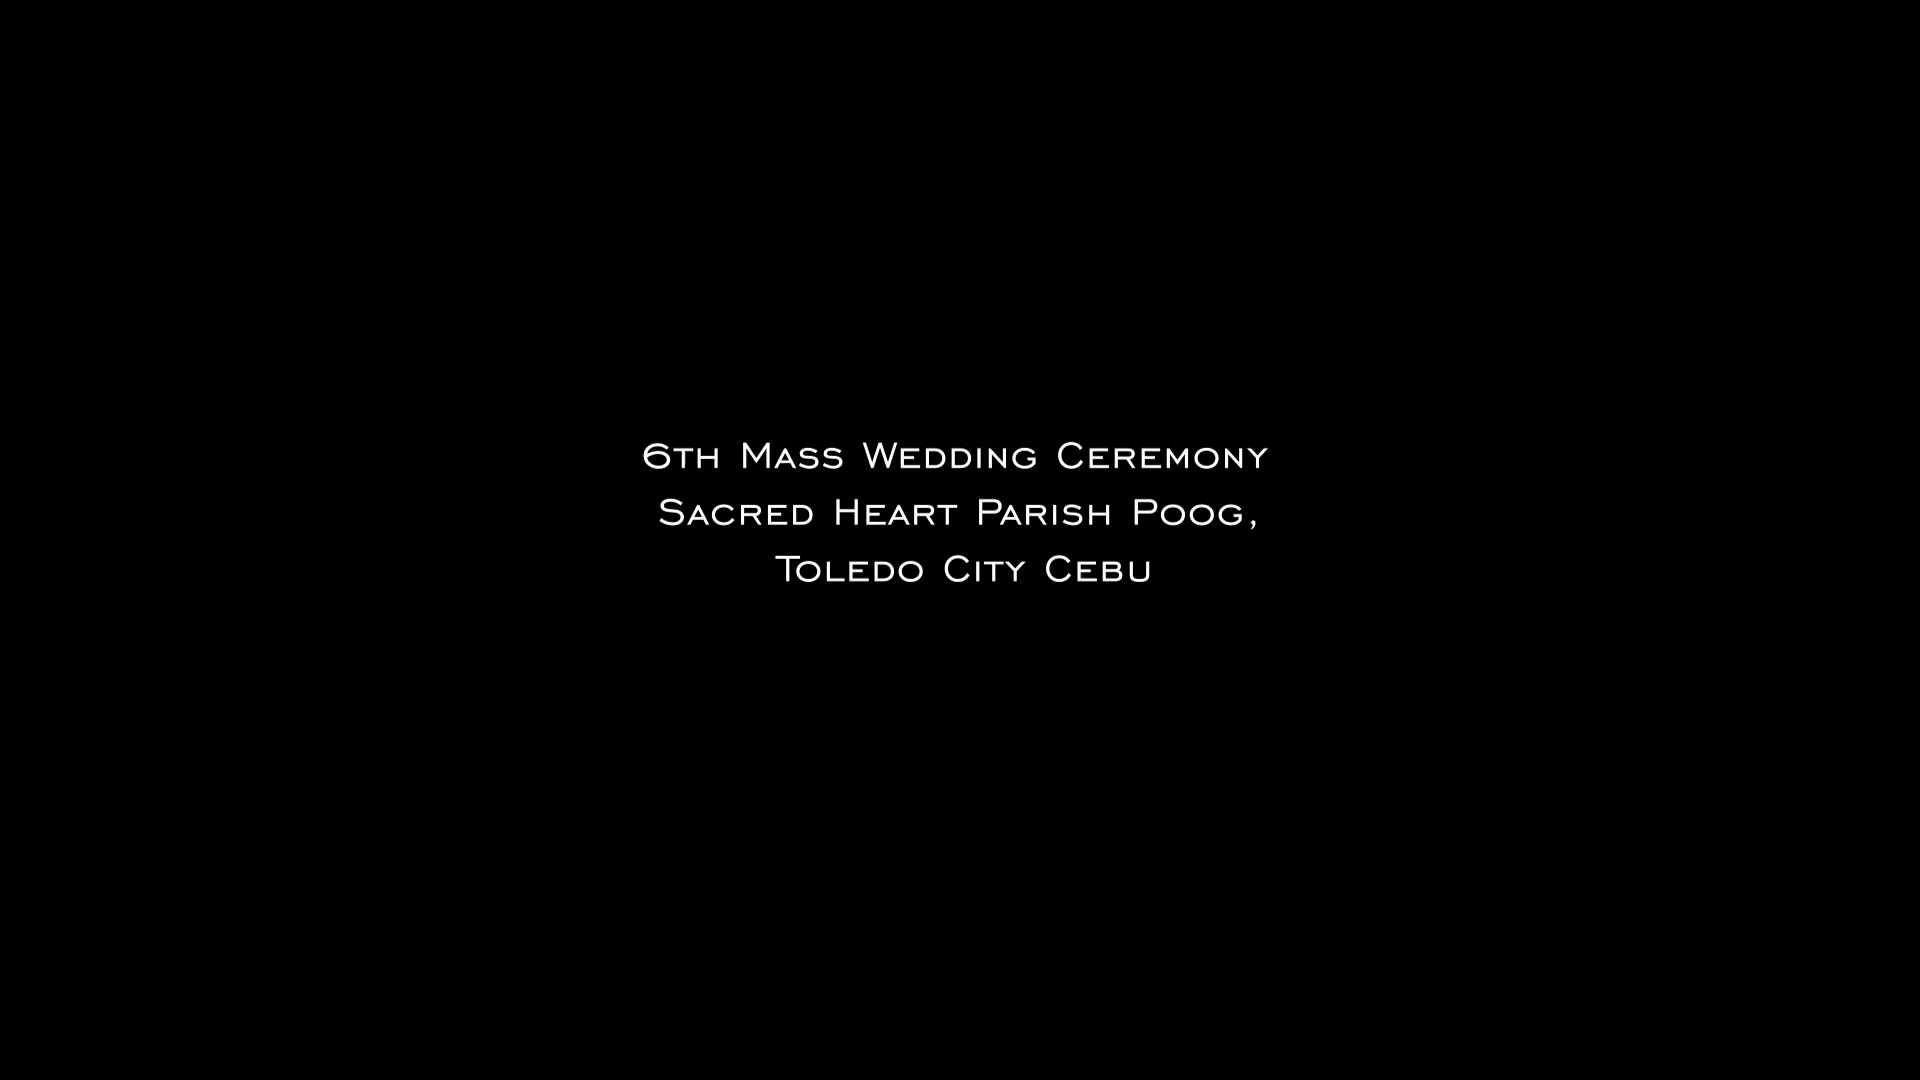 6th Mass Wedding Ceremony
Sacred Heart Parish Poog,
Toledo City Cebu